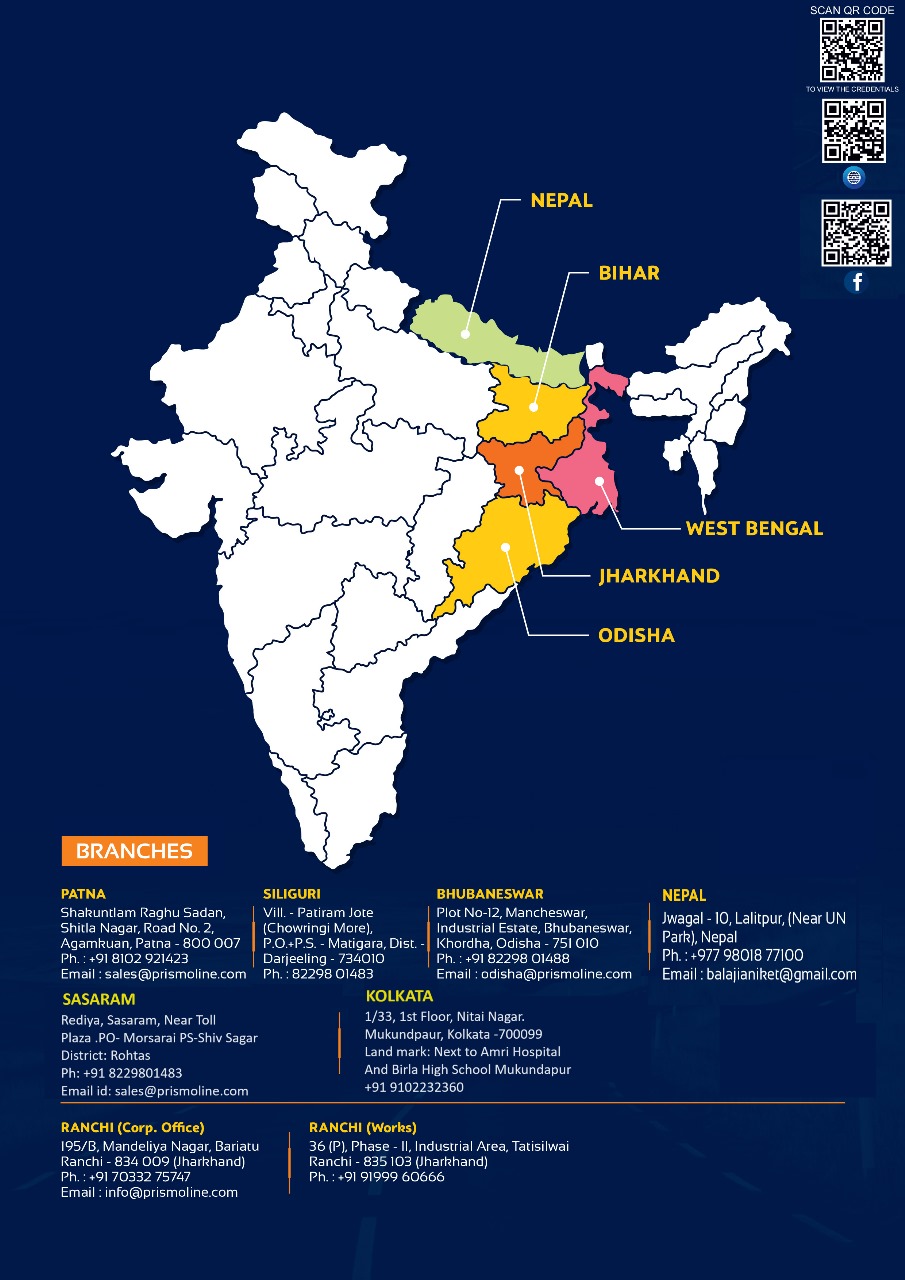 SCAN QR CODE
TO VIEW THE CREDENTIALS
NEPAL
BIHAR
WEST BENGAL
JHARKHAND
ODISHA
BRANCHES
PATNA
Shakuntlam Raghu Sadan,
Shitla Nagar, Road No. 2,
Agamkuan, Patna - 800 007
Ph. : +91 8102 921423
Email : sales@prismoline.com
SILIGURI
Vill. - Patiram Jote
(Chowringi More),
P.O.+P.S. - Matigara, Dist. -
Darjeeling - 734010
Ph. : 82298 01483
BHUBANESWAR
Plot No-12, Mancheswar,
Industrial Estate, Bhubaneswar,
Khordha, Odisha - 751 010
Ph. : +91 82298 01488
Email : odisha@prismoline.com
NEPAL
Jwagal - 10, Lalitpur, (Near UN
Park), Nepal
Ph. : +977 98018 77100
Email : balajianiket@gmail.com
SASARAM
Rediya, Sasaram, Near Toll
Plaza .PO- Morsarai PS-Shiv Sagar
District: Rohtas
Ph: +91 8229801483
Email id: sales@prismoline.com
KOLKATA
1/33, 1st Floor, Nitai Nagar.
Mukundpaur, Kolkata -700099
Land mark: Next to Amri Hospital
And Birla High School Mukundapur
+91 9102232360
RANCHI (Corp. Office)
195/B, Mandeliya Nagar, Bariatu
Ranchi - 834 009 (Jharkhand)
Ph. : +91 70332 75747
Email : info@prismoline.com
RANCHI (Works)
36 (P), Phase - II, Industrial Area, Tatisilwai
Ranchi - 835 103 (Jharkhand)
Ph. : +91 91999 60666